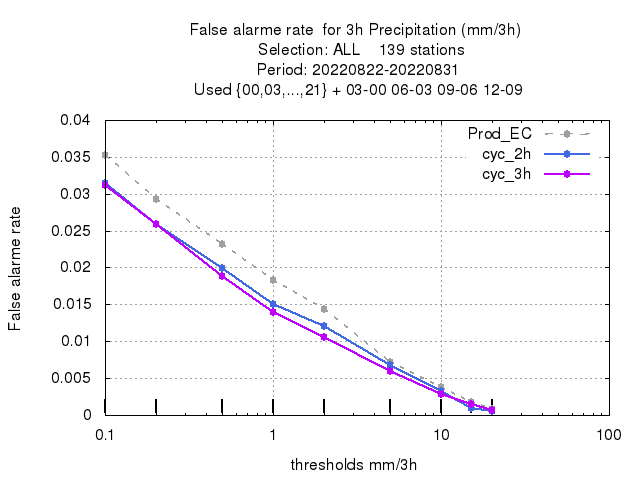 False alarme rate  for 3h Precipitation (mm/3h)
Selection: ALL    139 stations
Period: 20220822-20220831
Used {00,03,...,21} + 03-00 06-03 09-06 12-09
0.04
0.035
0.03
0.025
0.02
0.015
0.01
0.005
0
False alarme rate
Prod_EC
cyc_2h
cyc_3h
0.1 1 10 100
thresholds mm/3h